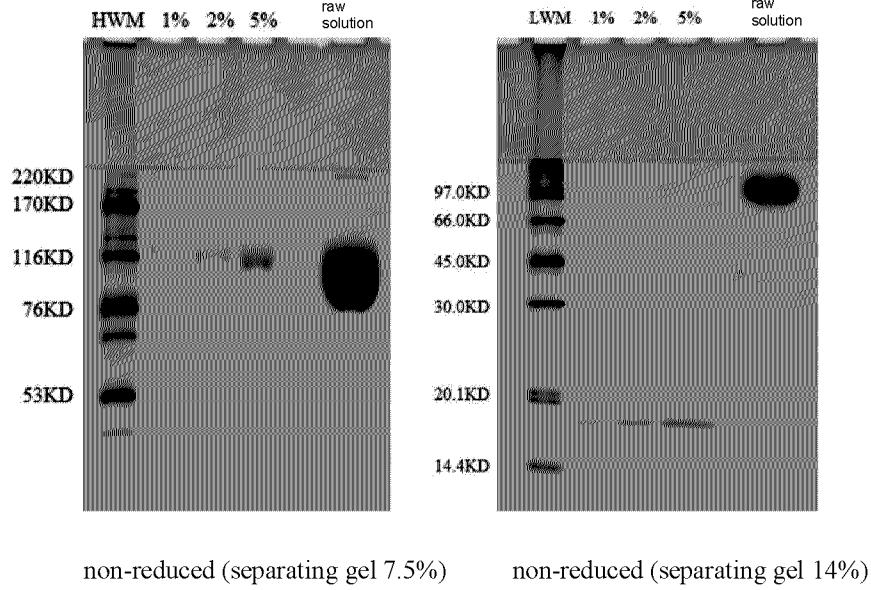 HWM 1% 2% 5% raw
solution
220KD
170KD
116KD
76KD
53KD
non-reduced (separating gel 7.5%)
LWM 1% 2% 5% raw
solution
97.0KD
66.0KD
45.0KD
30.0KD
20.1KD
14.4KD
non-reduced (separating gel 14%)